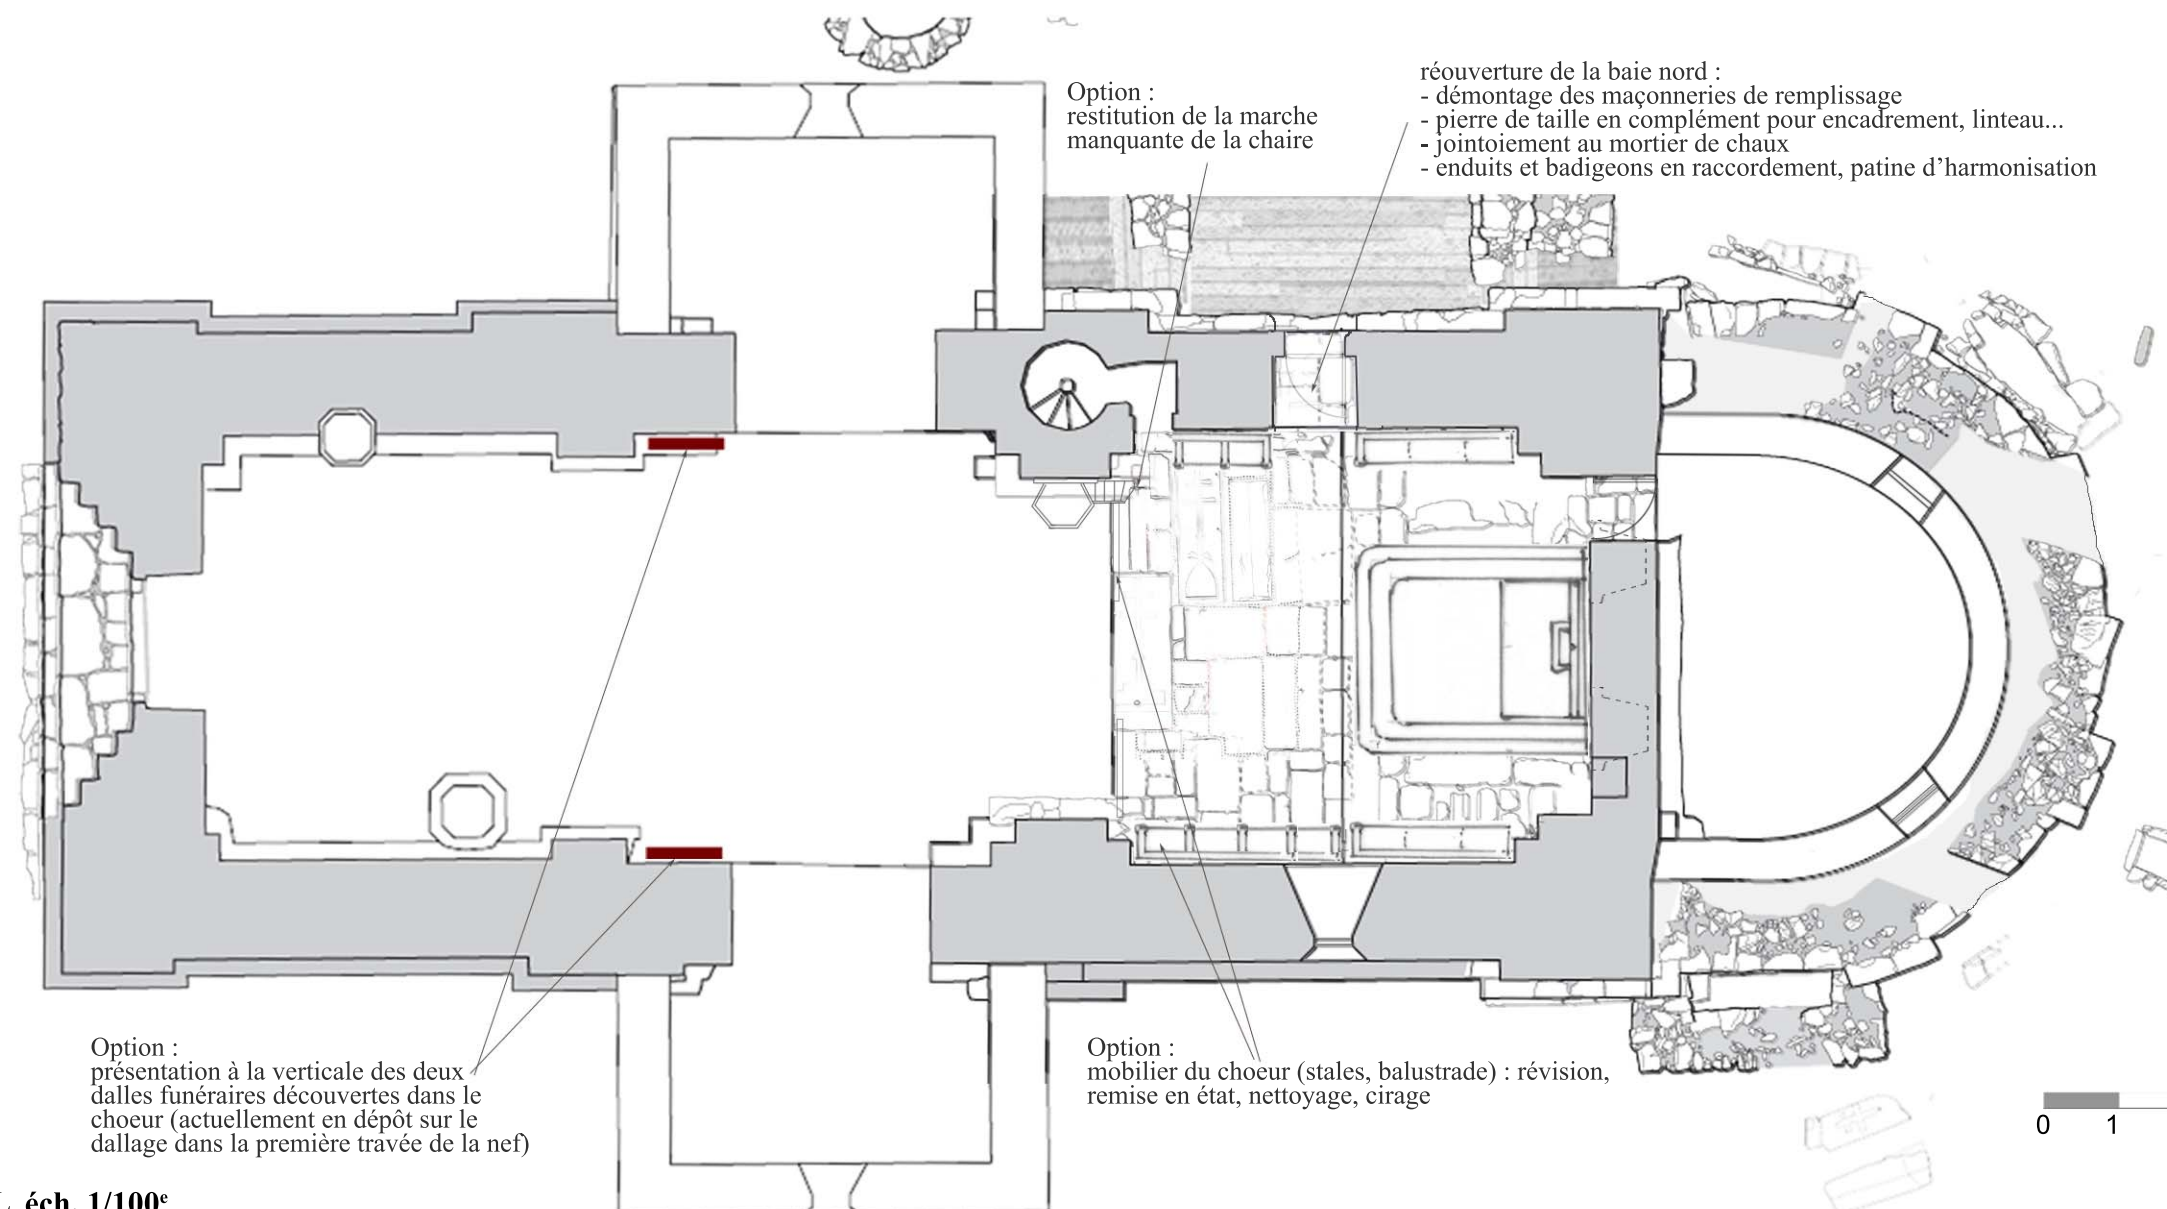 Option :
restitution de la marche
manquante de la chaire
réouverture de la baie nord :
- démontage des maçonneries de remplissage
- pierre de taille en complément pour encadrement, linteau...
- jointoiement au mortier de chaux
- enduits et badigeons en raccordement, patine d’harmonisation
Option :
présentation à la verticale des deux
dalles funéraires découvertes dans le
choeur (actuellement en dépôt sur le
dallage dans la première travée de la nef)
Option :
mobilier du choeur (stales, balustrade) : révision,
remise en état, nettoyage, cirage
0 1
éch. 1/100e